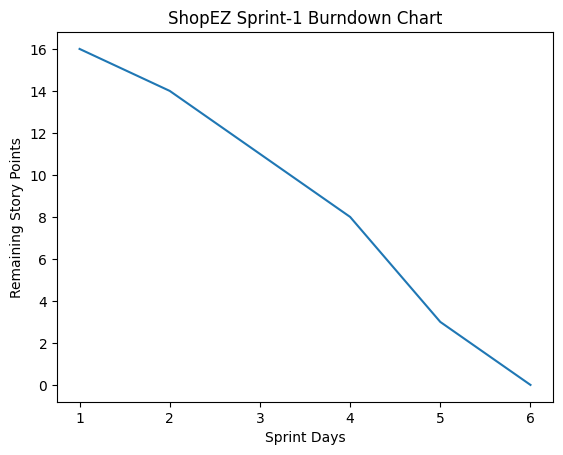 ShopEZ Sprint-1 Burndown Chart
Remaining Story Points
16
14
12
10
8
6
4
2
0
1 2 3 4 5 6
Sprint Days